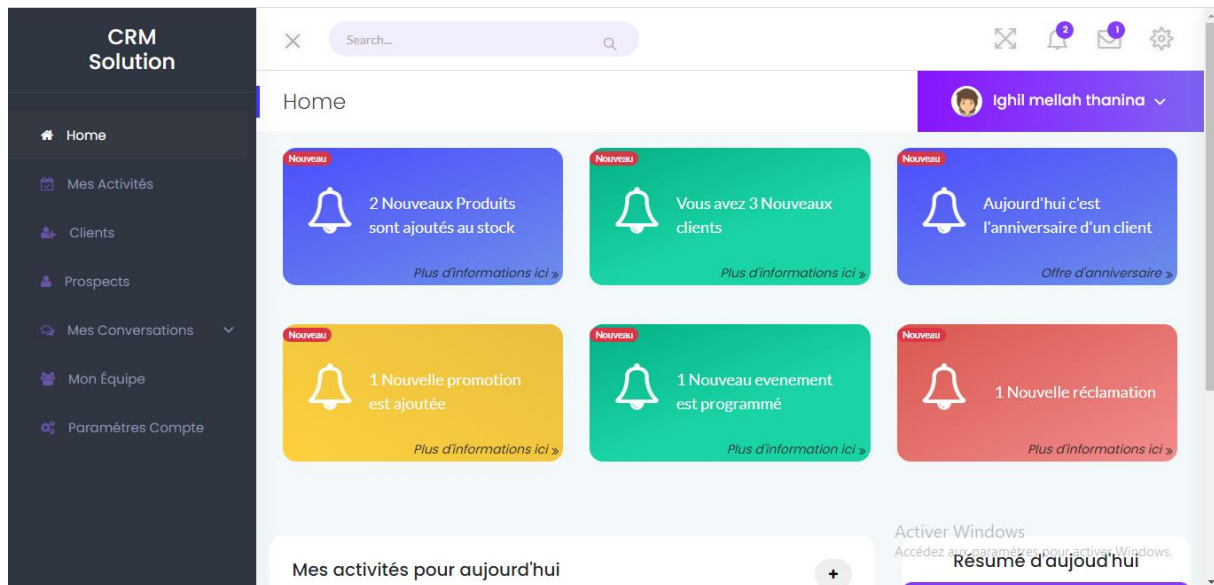 CRM
Solution
Home
Mes Activités
Clients
Prospects
Mes Conversations
Mon Équipe
Paramétres Compte
Search...
2
1
Home
Ighil mellah thanina
Nouveau
2 Nouveaux Produits
sont ajoutés au stock
Plus d'informations ici »
Nouveau
Vous avez 3 Nouveaux
clients
Plus d'informations ici »
Nouveau
Aujourd'hui c'est
l'anniversaire d'un client
Offre d'anniversaire »
Nouveau
1 Nouvelle promotion
est ajoutée
Plus d'informations ici »
Nouveau
1 Nouveau evenement
est programmé
Plus d'information ici »
Nouveau
1 Nouvelle réclamation
Plus d'informations ici »
Mes activités pour aujourd'hui
+
Activer Windows
Accédez aux paramètres pour activer Windows.
Résumé d'aujoud'hui